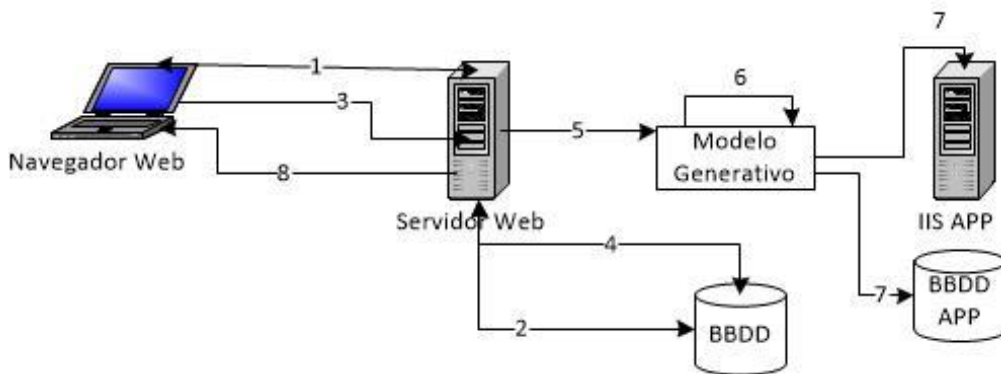 7
1
6
3
5
Modelo
Generativo
Navegador Web
8
Servidor Web
IIS APP
4
BBDD
APP
7
2
BBDD